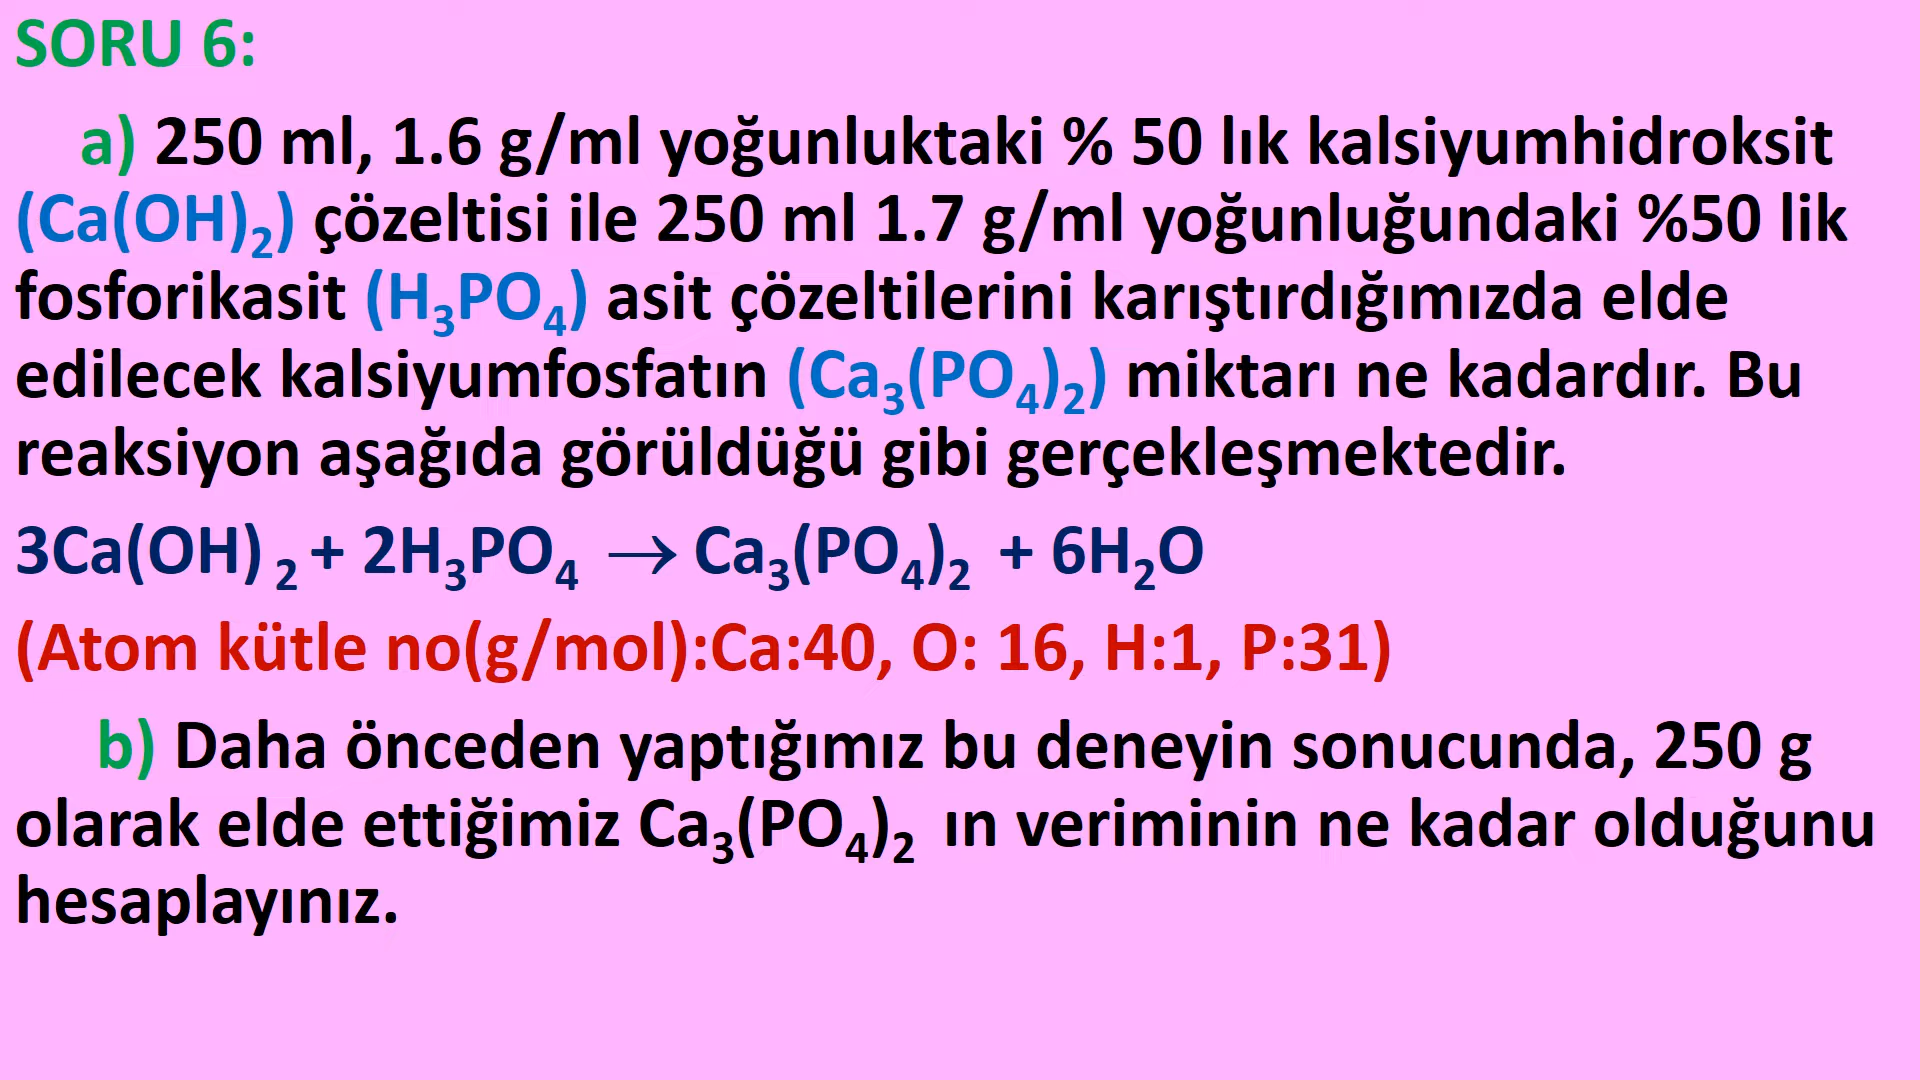 SORU 6:
a) 250 ml, 1.6 g/ml yoğunluktaki % 50 lık kalsiyumhidroksit
(Ca(OH)₂) çözeltisi ile 250 ml 1.7 g/ml yoğunluğundaki %50 lik
fosforikasit (H₃PO₄) asit çözeltilerini karıştırdığımızda elde
edilecek kalsiyumfosfatın (Ca₃(PO₄)₂) miktarı ne kadardır. Bu
reaksiyon aşağıda görüldüğü gibi gerçekleşmektedir.
3Ca(OH) ₂ + 2H₃PO₄ → Ca₃(PO₄)₂ + 6H₂O
(Atom kütle no(g/mol):Ca:40, O: 16, H:1, P:31)
b) Daha önceden yaptığımız bu deneyin sonucunda, 250 g
olarak elde ettiğimiz Ca₃(PO₄)₂ ın veriminin ne kadar olduğunu
hesaplayınız.